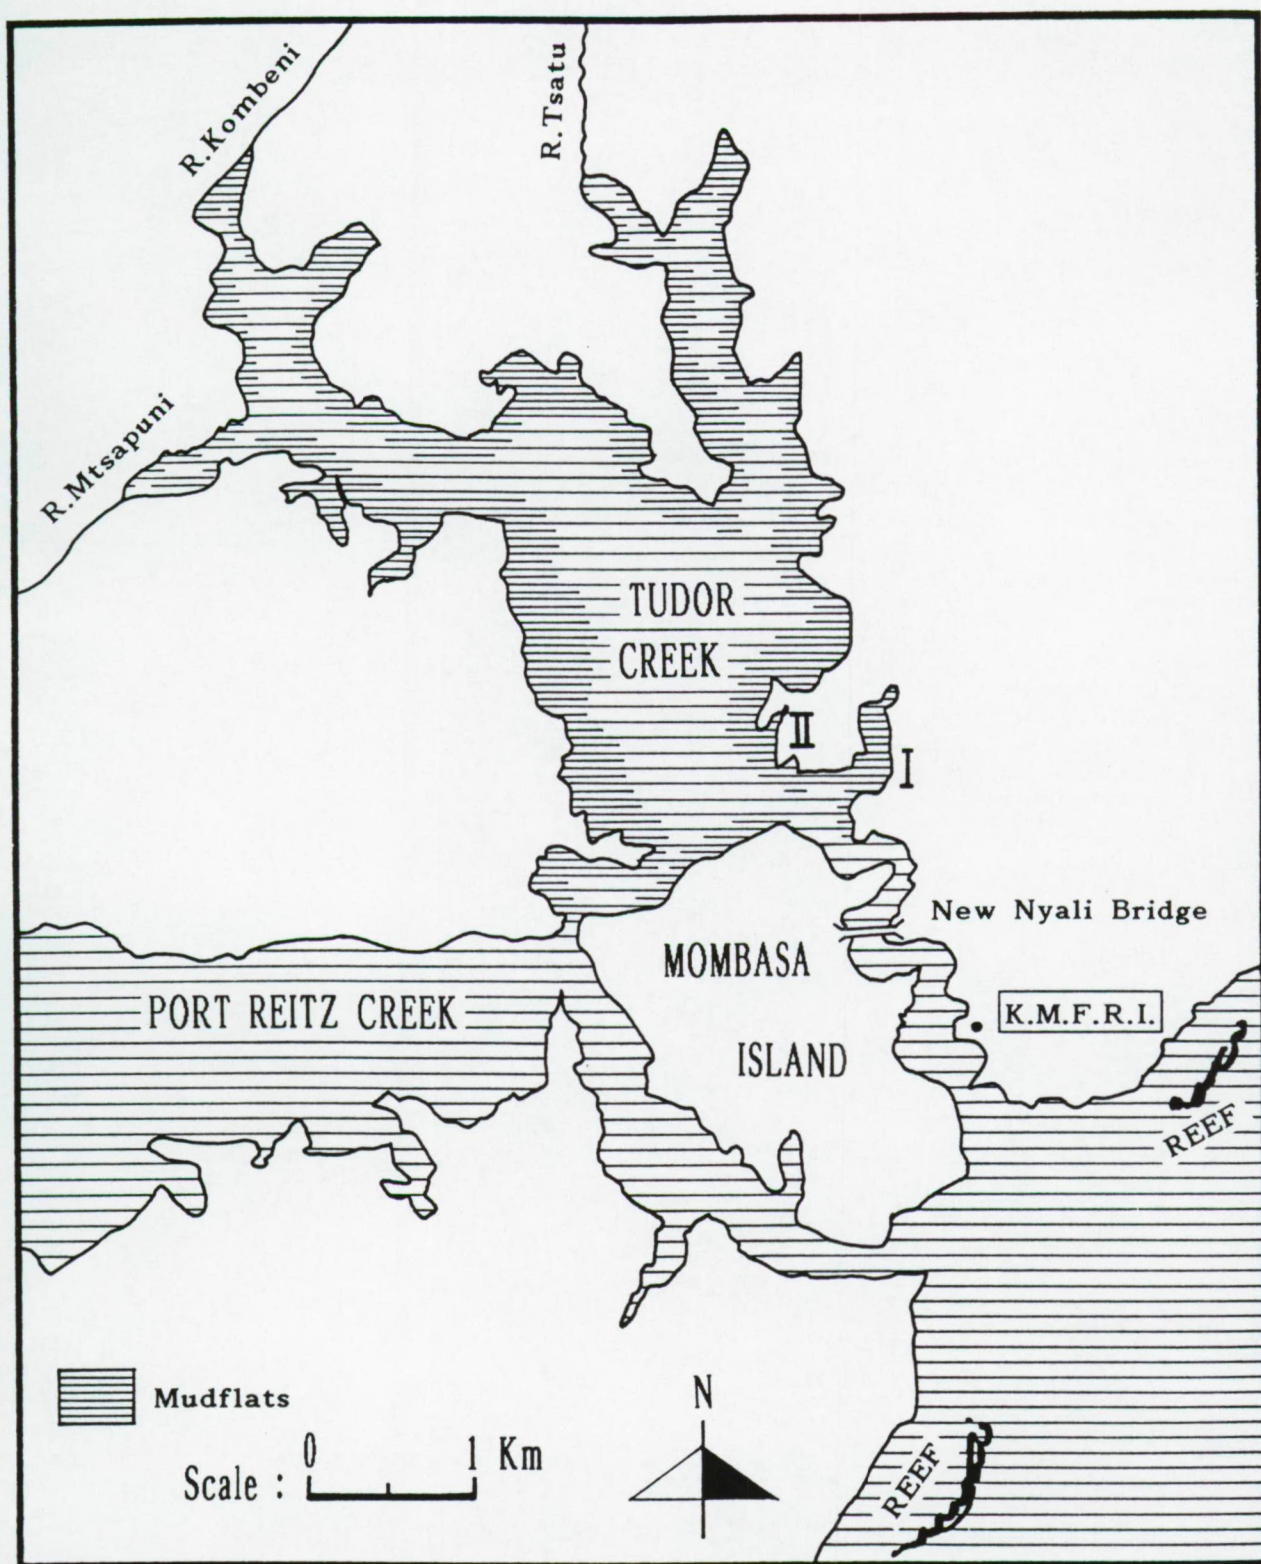 R.Kombeni
R.Tsatu
R.Mtsapuni
TUDOR
CREEK
II
I
New Nyali Bridge
MOMBASA
ISLAND
PORT REITZ CREEK
K.M.F.R.I.
REEF
Mudflats
N
0 1 Km
Scale :
REEF